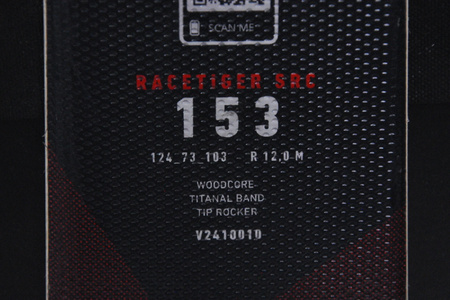 SCAN ME
RACETIGER SRC
153
124_73_103 R 12.0 M
WOODCORE
TITANAL BAND
TIP ROCKER
V2410010